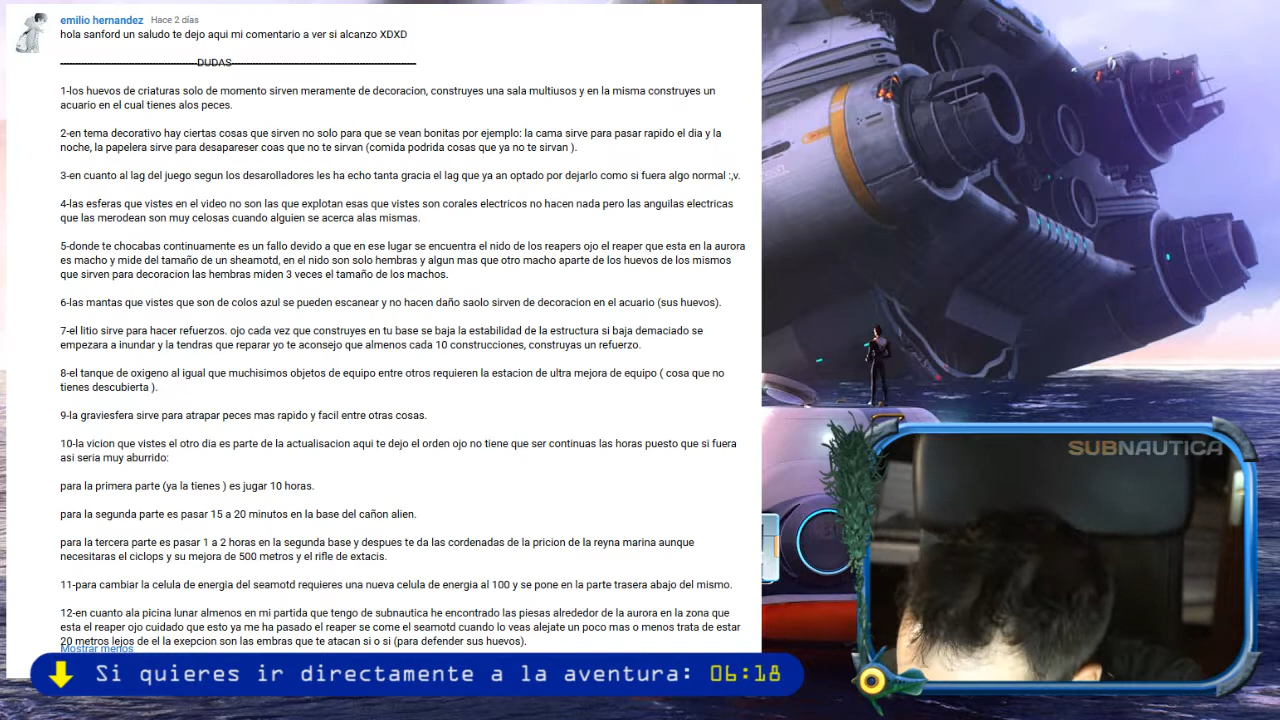 emilio hernandez Hace 2 días
hola sanford un saludo te dejo aqui mi comentario a ver si alcanzo XDXD
-----------------------------------------------DUDAS-----------------------------------------------
1-los huevos de criaturas solo de momento sirven meramente de decoracion, construyes una sala multiusos y en la misma construyes un
acuario en el cual tienes alos peces.
2-en tema decorativo hay ciertas cosas que sirven no solo para que se vean bonitas por ejemplo: la cama sirve para pasar rapido el dia y la
noche, la papelera sirve para desapareser coas que no te sirvan (comida podrida cosas que ya no te sirvan ).
3-en cuanto al lag del juego segun los desarolladores les ha echo tanta gracia el lag que ya an optado por dejarlo como si fuera algo normal :,v.
4-las esferas que vistes en el video no son las que explotan esas que vistes son corales electricos no hacen nada pero las anguilas electricas
que las merodean son muy celosas cuando alguien se acerca alas mismas.
5-donde te chocabas continuamente es un fallo devido a que en ese lugar se encuentra el nido de los reapers ojo el reaper que esta en la aurora
es macho y mide del tamaño de un sheamotd, en el nido son solo hembras y algun mas que otro macho aparte de los huevos de los mismos
que sirven para decoracion las hembras miden 3 veces el tamaño de los machos.
6-las mantas que vistes que son de colos azul se pueden escanear y no hacen daño saolo sirven de decoracion en el acuario (sus huevos).
7-el litio sirve para hacer refuerzos. ojo cada vez que construyes en tu base se baja la estabilidad de la estructura si baja demaciado se
empezara a inundar y la tendras que reparar yo te aconsejo que almenos cada 10 construcciones, construyas un refuerzo.
8-el tanque de oxigeno al igual que muchisimos objetos de equipo entre otros requieren la estacion de ultra mejora de equipo ( cosa que no
tienes descubierta ).
9-la graviesfera sirve para atrapar peces mas rapido y facil entre otras cosas.
10-la vicion que vistes el otro dia es parte de la actualisacion aqui te dejo el orden ojo no tiene que ser continuas las horas puesto que si fuera
asi seria muy aburrido:
para la primera parte (ya la tienes ) es jugar 10 horas.
para la segunda parte es pasar 15 a 20 minutos en la base del cañon alien.
para la tercera parte es pasar 1 a 2 horas en la segunda base y despues te da las cordenadas de la pricion de la reyna marina aunque
necesitaras el ciclops y su mejora de 500 metros y el rifle de extacis.
11-para cambiar la celula de energia del seamotd requieres una nueva celula de energia al 100 y se pone en la parte trasera abajo del mismo.
12-en cuanto ala picina lunar almenos en mi partida que tengo de subnautica he encontrado las piesas alrededor de la aurora en la zona que
esta el reaper ojo cuidado que esto ya me ha pasado el reaper se come el seamotd cuando lo veas alejate un poco mas o menos trata de estar
20 metros lejos de el la exepcion son las embras que te atacan si o si (para defender sus huevos).
Mostrar menos
Si quieres ir directamente a la aventura: 06:18
SUBNAUTICA